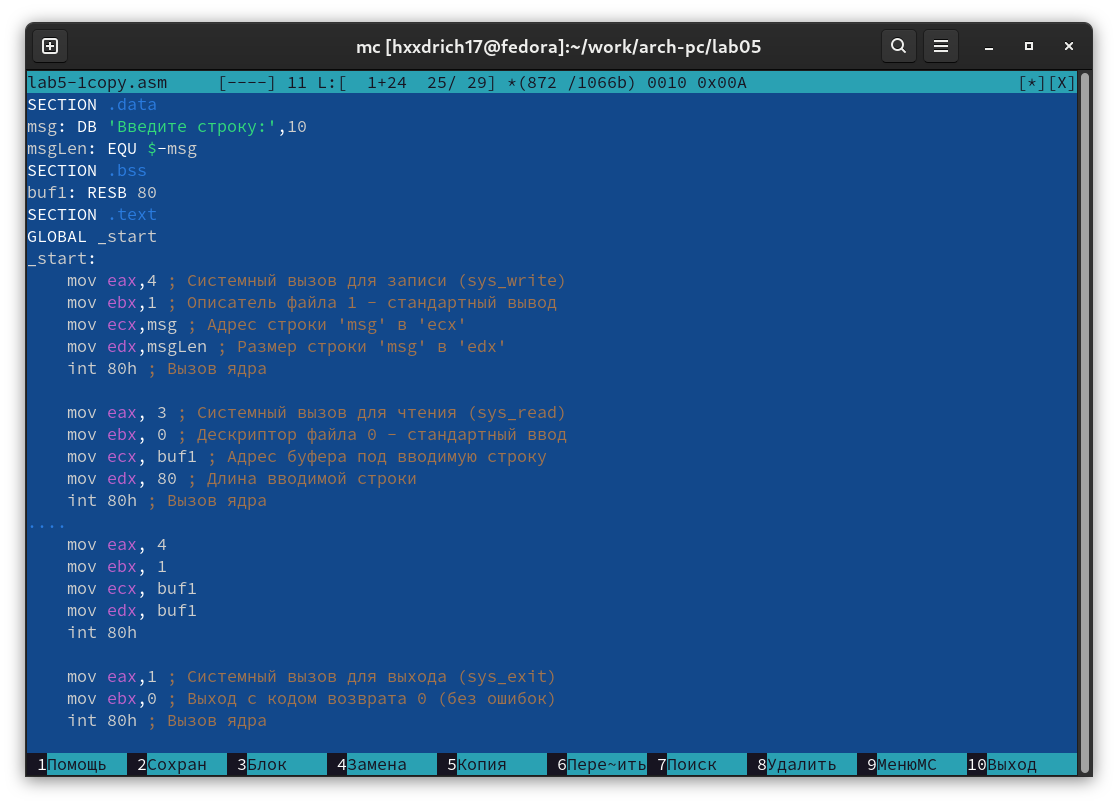 mc [hxxdrich17@fedora]:~/work/arch-pc/lab05
lab5-1copy.asm     [----] 11 L:[  1+24  25/ 29] *(872 /1066b) 0010 0x00A     [*][X]
SECTION .data
msg: DB 'Введите строку:',10
msgLen: EQU $-msg
SECTION .bss
buf1: RESB 80
SECTION .text
GLOBAL _start
_start:
    mov eax,4 ; Системный вызов для записи (sys_write)
    mov ebx,1 ; Описатель файла 1 - стандартный вывод
    mov ecx,msg ; Адрес строки 'msg' в 'ecx'
    mov edx,msgLen ; Размер строки 'msg' в 'edx'
    int 80h ; Вызов ядра
    mov eax, 3 ; Системный вызов для чтения (sys_read)
    mov ebx, 0 ; Дескриптор файла 0 - стандартный ввод
    mov ecx, buf1 ; Адрес буфера под вводимую строку
    mov edx, 80 ; Длина вводимой строки
    int 80h ; Вызов ядра
....
    mov eax, 4
    mov ebx, 1
    mov ecx, buf1
    mov edx, buf1
    int 80h
    mov eax,1 ; Системный вызов для выхода (sys_exit)
    mov ebx,0 ; Выход с кодом возврата 0 (без ошибок)
    int 80h ; Вызов ядра
1Помощь 2Сохран 3Блок 4Замена 5Копия 6Пере~ить 7Поиск 8Удалить 9МенюMC 10Выход